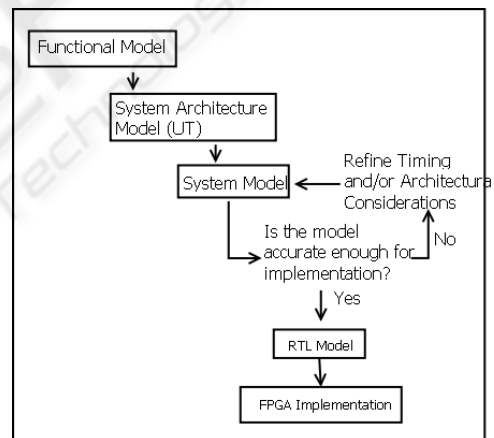 Functional Model
System Architecture
Model (UT)
System Model
Refine Timing
and/or Architectura
Considerations
Is the model
accurate enough for
implementation?
No
Yes
RTL Model
FPGA Implementation